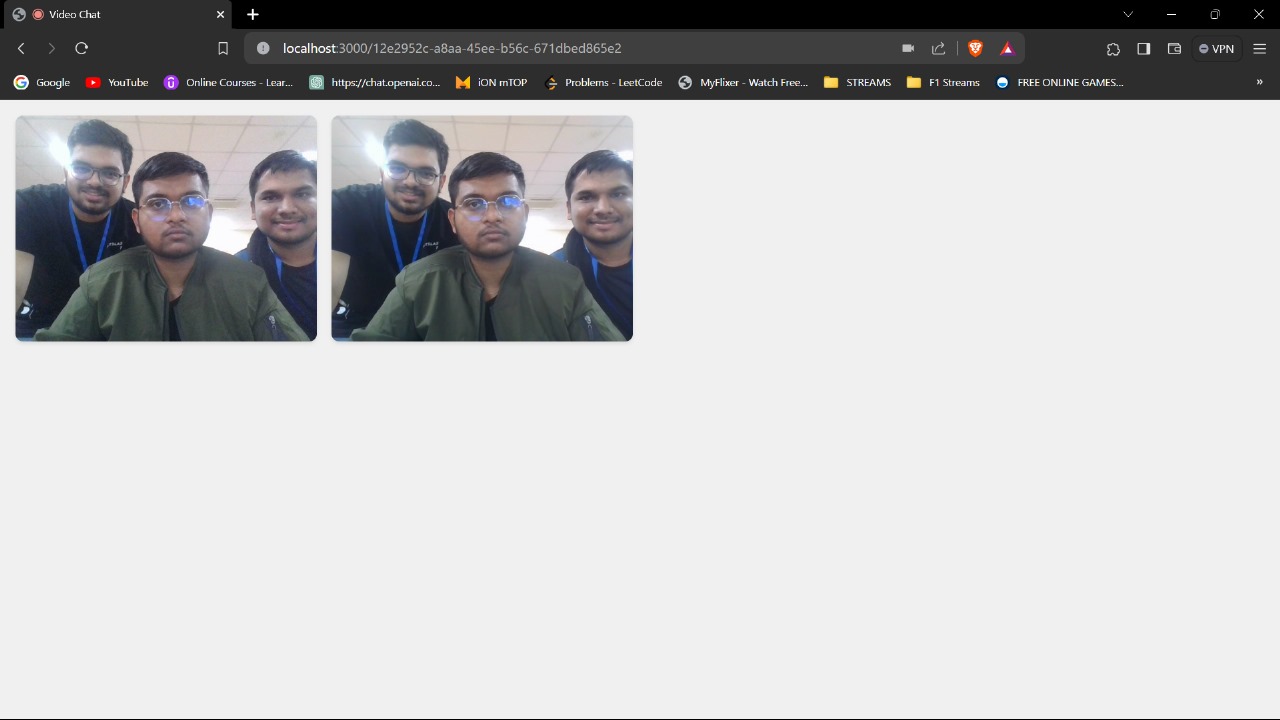 Video Chat
localhost:3000/12e2952c-a8aa-45ee-b56c-671dbed865e2
VPN
Google YouTube Online Courses - Lear... https://chat.openai.co... iON mTOP Problems - LeetCode MyFlixer - Watch Free... STREAMS F1 Streams FREE ONLINE GAMES...